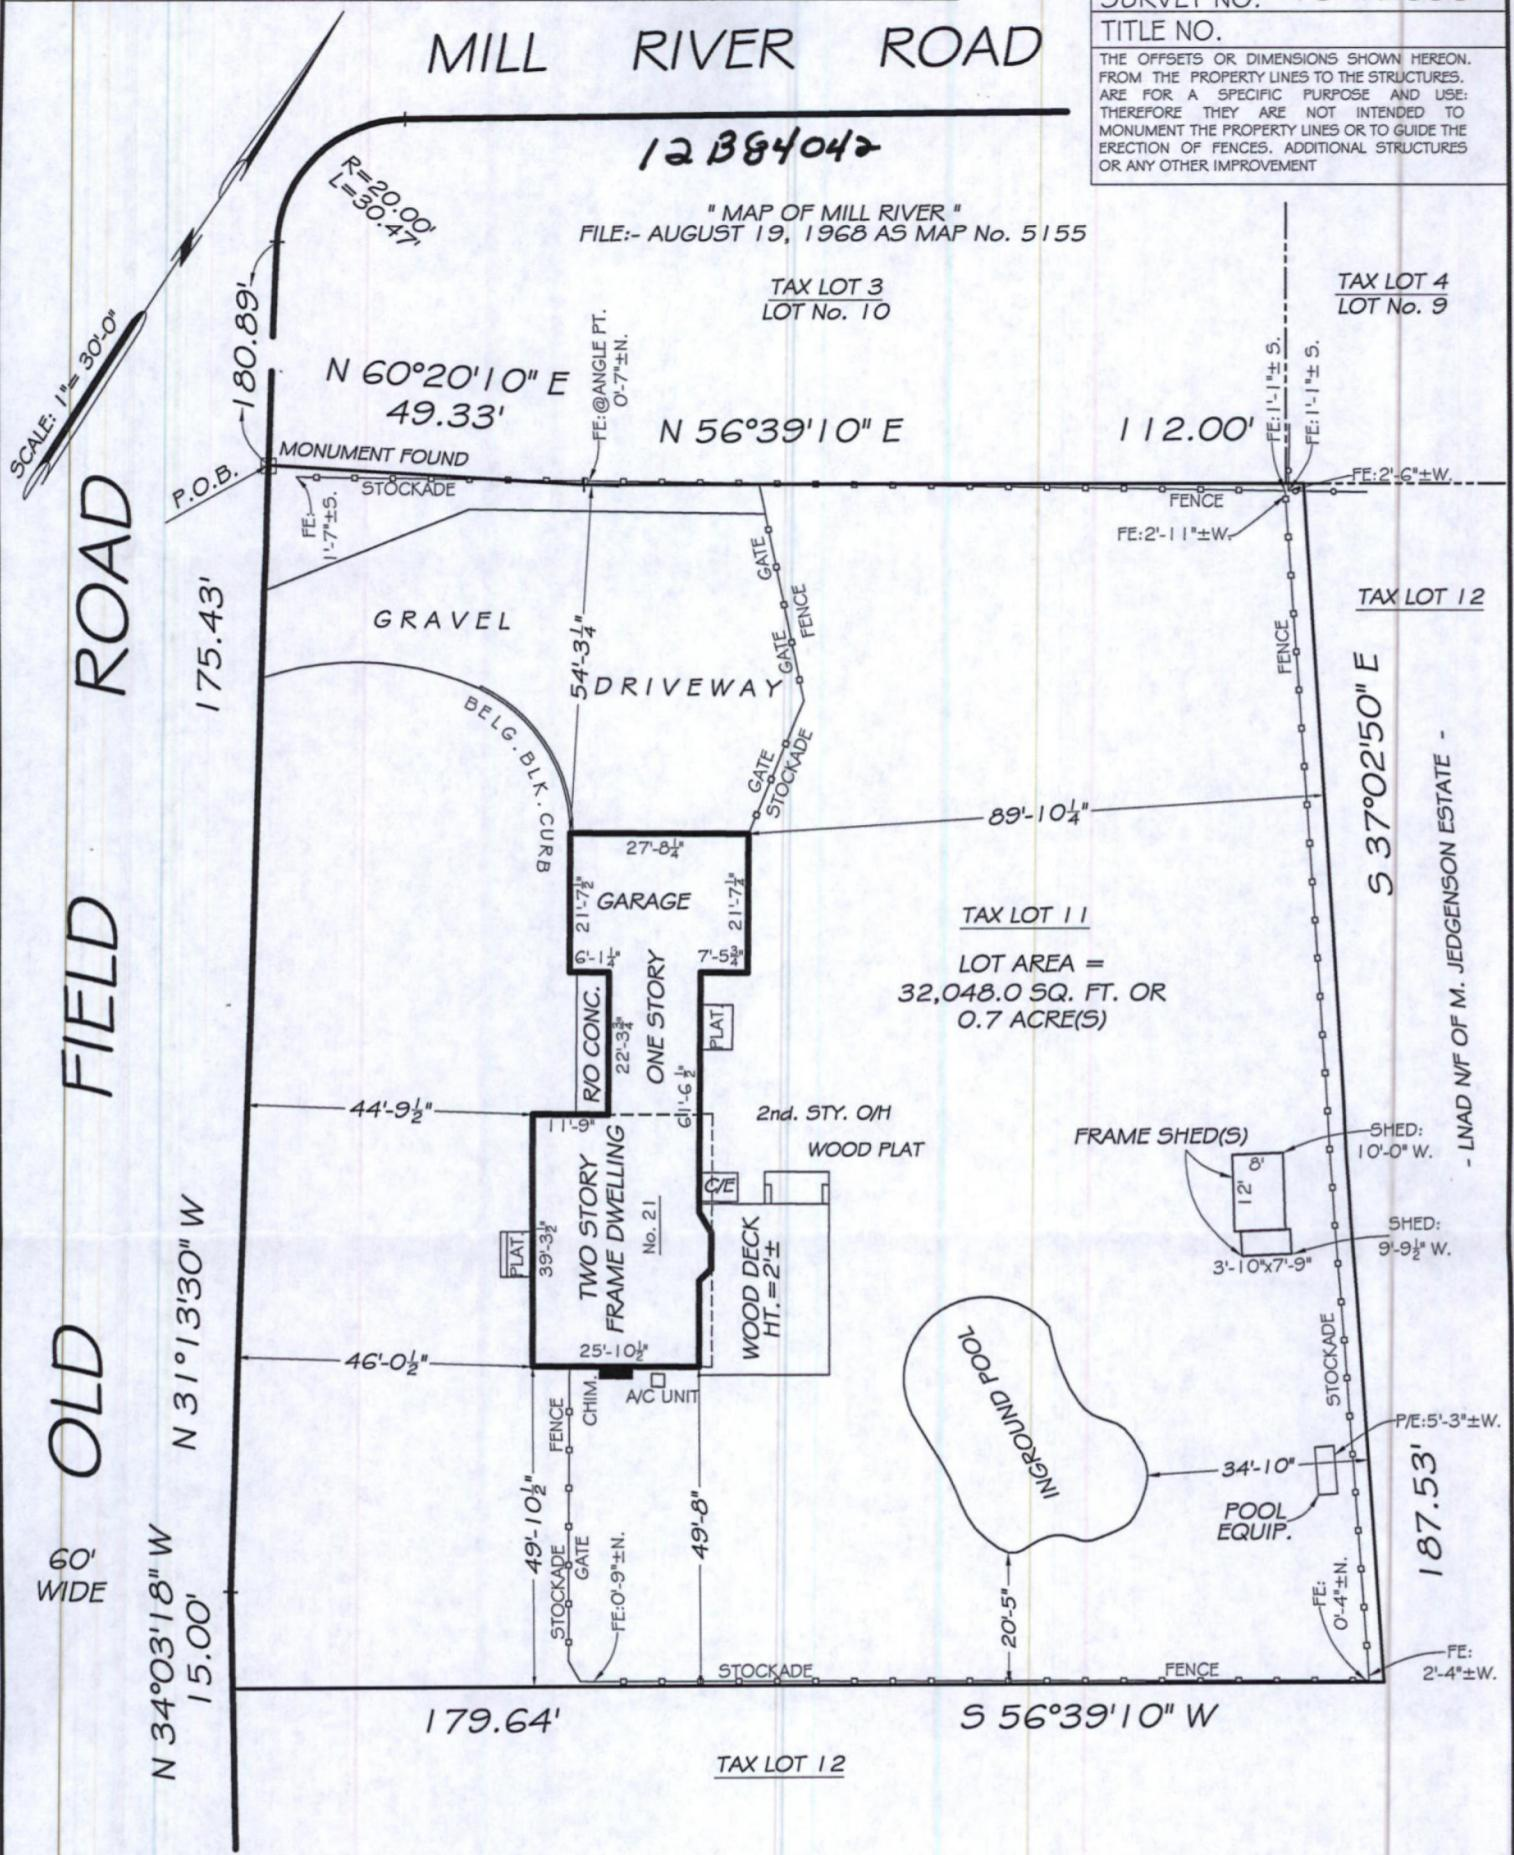 MILL RIVER ROAD
SURVEY NO.
TITLE NO.
THE OFFSETS OR DIMENSIONS SHOWN HEREON.
FROM THE PROPERTY LINES TO THE STRUCTURES.
ARE FOR A SPECIFIC PURPOSE AND USE:
THEREFORE THEY ARE NOT INTENDED TO
MONUMENT THE PROPERTY LINES OR TO GUIDE THE
ERECTION OF FENCES. ADDITIONAL STRUCTURES
OR ANY OTHER IMPROVEMENT
12B84042
R=20.00'
L=30.47'
" MAP OF MILL RIVER "
FILE:- AUGUST 19, 1968 AS MAP No. 5155
TAX LOT 3
LOT No. 10
TAX LOT 4
LOT No. 9
SCALE: 1"= 30'-0"
180.89'
N 60°20'10" E
49.33'
FE:@ANGLE PT.
0'-7"±N.
N 56°39'10" E
112.00'
FE:1'-1"± S.
FE:1'-1"± S.
MONUMENT FOUND
P.O.B.
STOCKADE
FENCE
FE:2'-6"±W.
FE:
1'-7"±S.
FE:2'-11"±W.
GATE
FENCE
GATE
FENCE
TAX LOT 12
175.43'
GRAVEL
54'-3¼"
DRIVEWAY
BELG. BLK. CURB
GATE
STOCKADE
S 37°02'50" E
- LNAD N/F OF M. JEDGENSON ESTATE -
89'-10¼"
27'-8¼"
21'-7½"
GARAGE
21'-7¼"
6'-1¼"
7'-5¾"
TAX LOT 11
LOT AREA =
32,048.0 SQ. FT. OR
0.7 ACRE(S)
R/O CONC.
22'-3¾"
ONE STORY
PLAT
61'-6½"
44'-9½"
11'-9"
2nd. STY. O/H
WOOD PLAT
FRAME SHED(S)
8'
12'
SHED:
10'-0" W.
SHED:
9'-9½" W.
3'-10"x7'-9"
C/E
PLAT
39'-3½"
TWO STORY
FRAME DWELLING
No. 21
WOOD DECK
HT.=2'±
N 31°13'30" W
46'-0½"
25'-10½"
CHIM.
A/C UNIT
FENCE
INGROUND POOL
STOCKADE
P/E:5'-3"±W.
34'-10"
POOL
EQUIP.
187.53'
49'-10½"
STOCKADE
GATE
FE:0'-9"±N.
49'-8"
20'-5"
FE:
0'-4"±N.
FE:
2'-4"±W.
STOCKADE
FENCE
OLD FIELD ROAD
60'
WIDE
N 34°03'18" W
15.00'
179.64'
S 56°39'10" W
TAX LOT 12